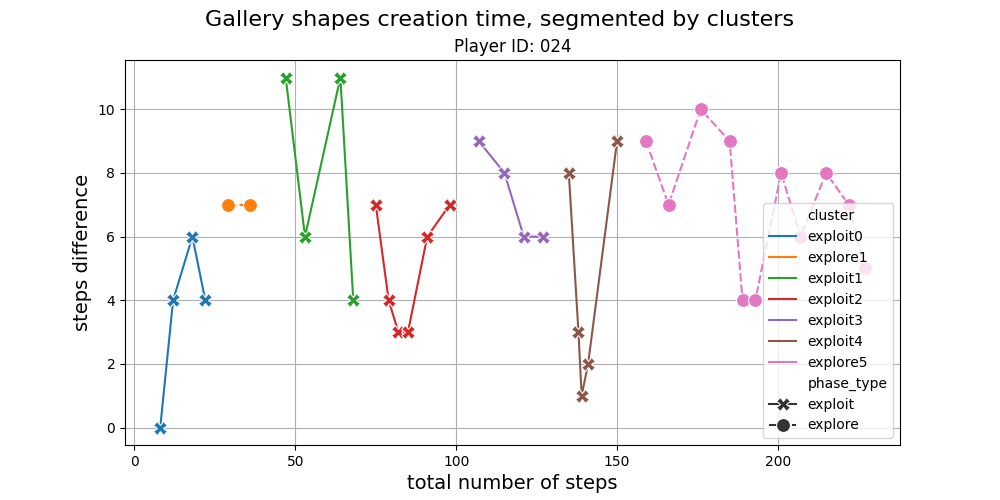 Gallery shapes creation time, segmented by clusters
Player ID: 024
steps difference
10
8
6
4
2
0
0
50
100
150
200
total number of steps
cluster
exploit0
explore1
exploit1
exploit2
exploit3
exploit4
explore5
phase_type
exploit
explore